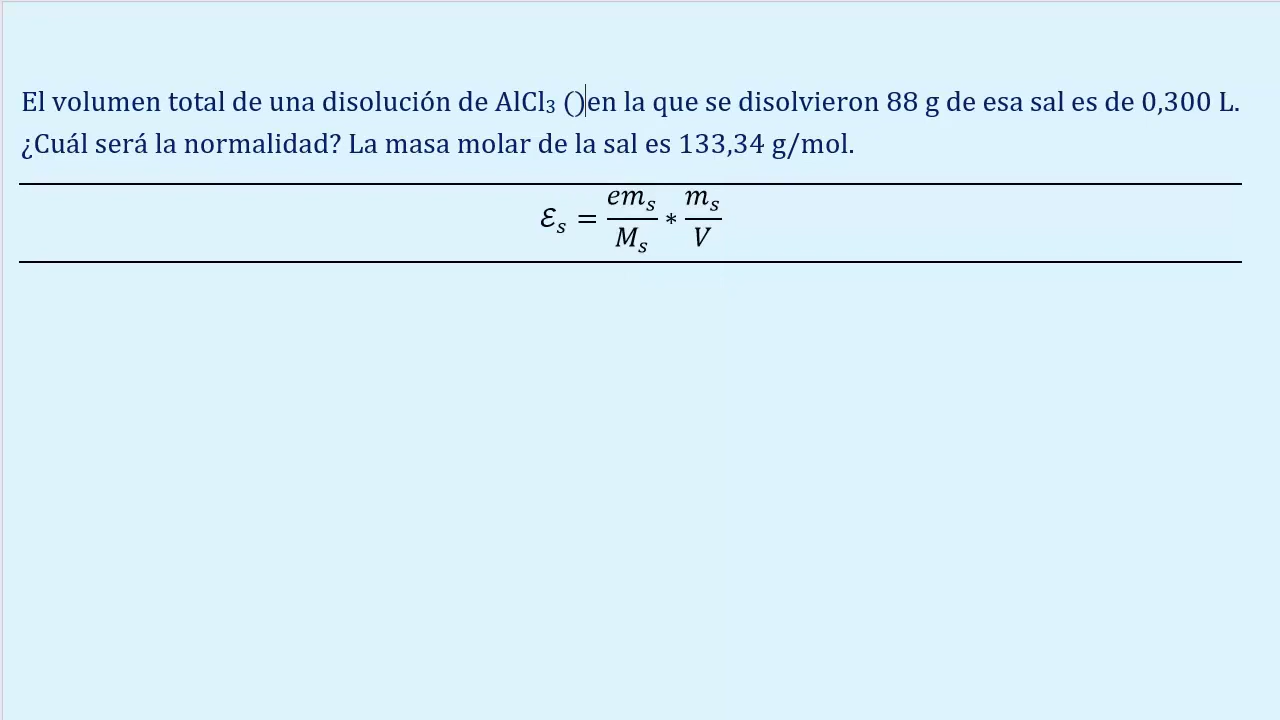 El volumen total de una disolución de AlCl₃ ()en la que se disolvieron 88 g de esa sal es de 0,300 L.
¿Cuál será la normalidad? La masa molar de la sal es 133,34 g/mol.
ℰₛ = emₛ/Mₛ * mₛ/V